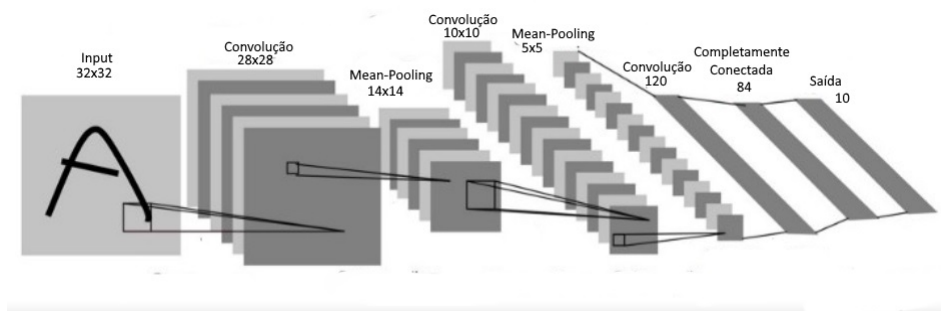 Input
32x32
Convolução
28x28
Mean-Pooling
14x14
Convolução
10x10
Mean-Pooling
5x5
Convolução
120
Completamente
Conectada
84
Saída
10
A